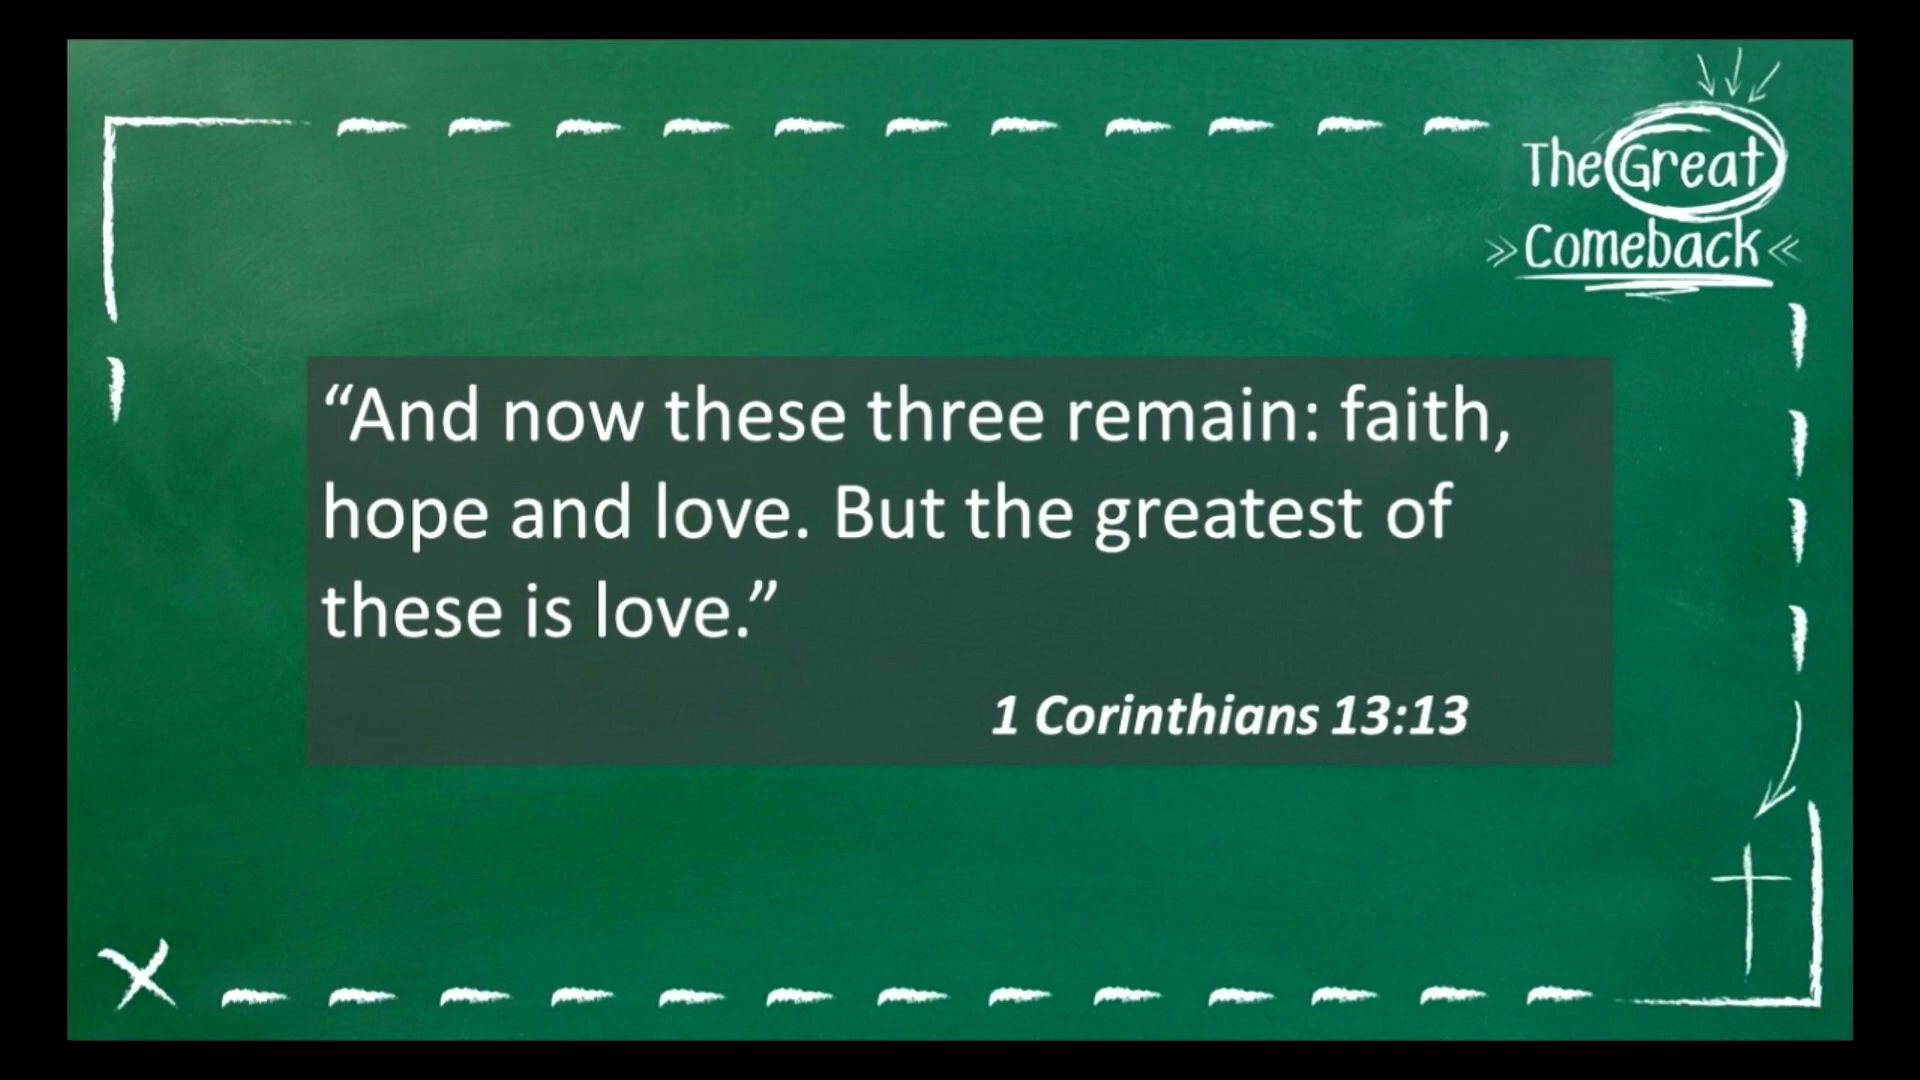 The Great
Comeback
“And now these three remain: faith,
hope and love. But the greatest of
these is love.”
1 Corinthians 13:13